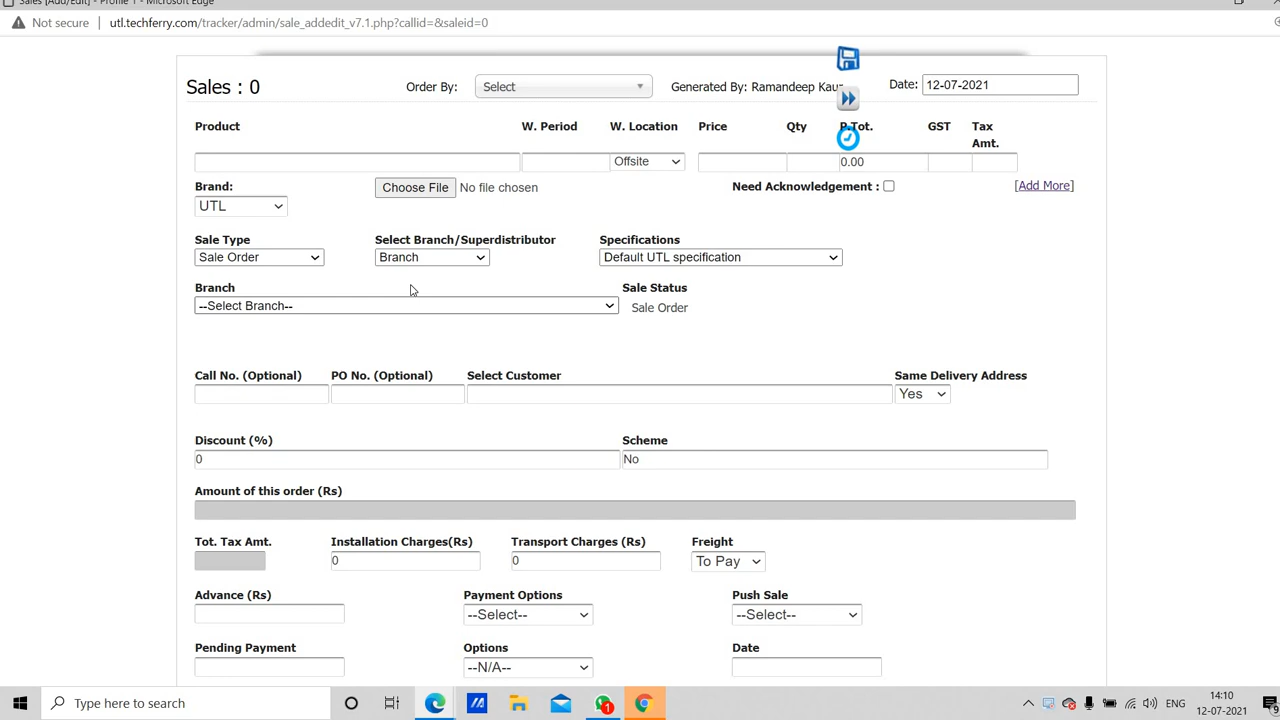 Sales [Add/Edit] - Profile 1 - Microsoft Edge
Not secure utl.techferry.com/tracker/admin/sale_addedit_v7.1.php?callid=&saleid=0
Sales : 0 Order By: Select Generated By: Ramandeep Kaur Date: 12-07-2021
Product W. Period W. Location Price Qty P.Tot. GST Tax Amt.
Offsite 0.00
Brand: Choose File No file chosen Need Acknowledgement : [Add More]
UTL
Sale Type Select Branch/Superdistributor Specifications
Sale Order Branch Default UTL specification
Branch Sale Status
--Select Branch-- Sale Order
Call No. (Optional) PO No. (Optional) Select Customer Same Delivery Address
Yes
Discount (%) Scheme
0 No
Amount of this order (Rs)
Tot. Tax Amt. Installation Charges(Rs) Transport Charges (Rs) Freight
0 0 To Pay
Advance (Rs) Payment Options Push Sale
--Select-- --Select--
Pending Payment Options Date
--N/A--
Type here to search 1 ENG 14:10
12-07-2021 9